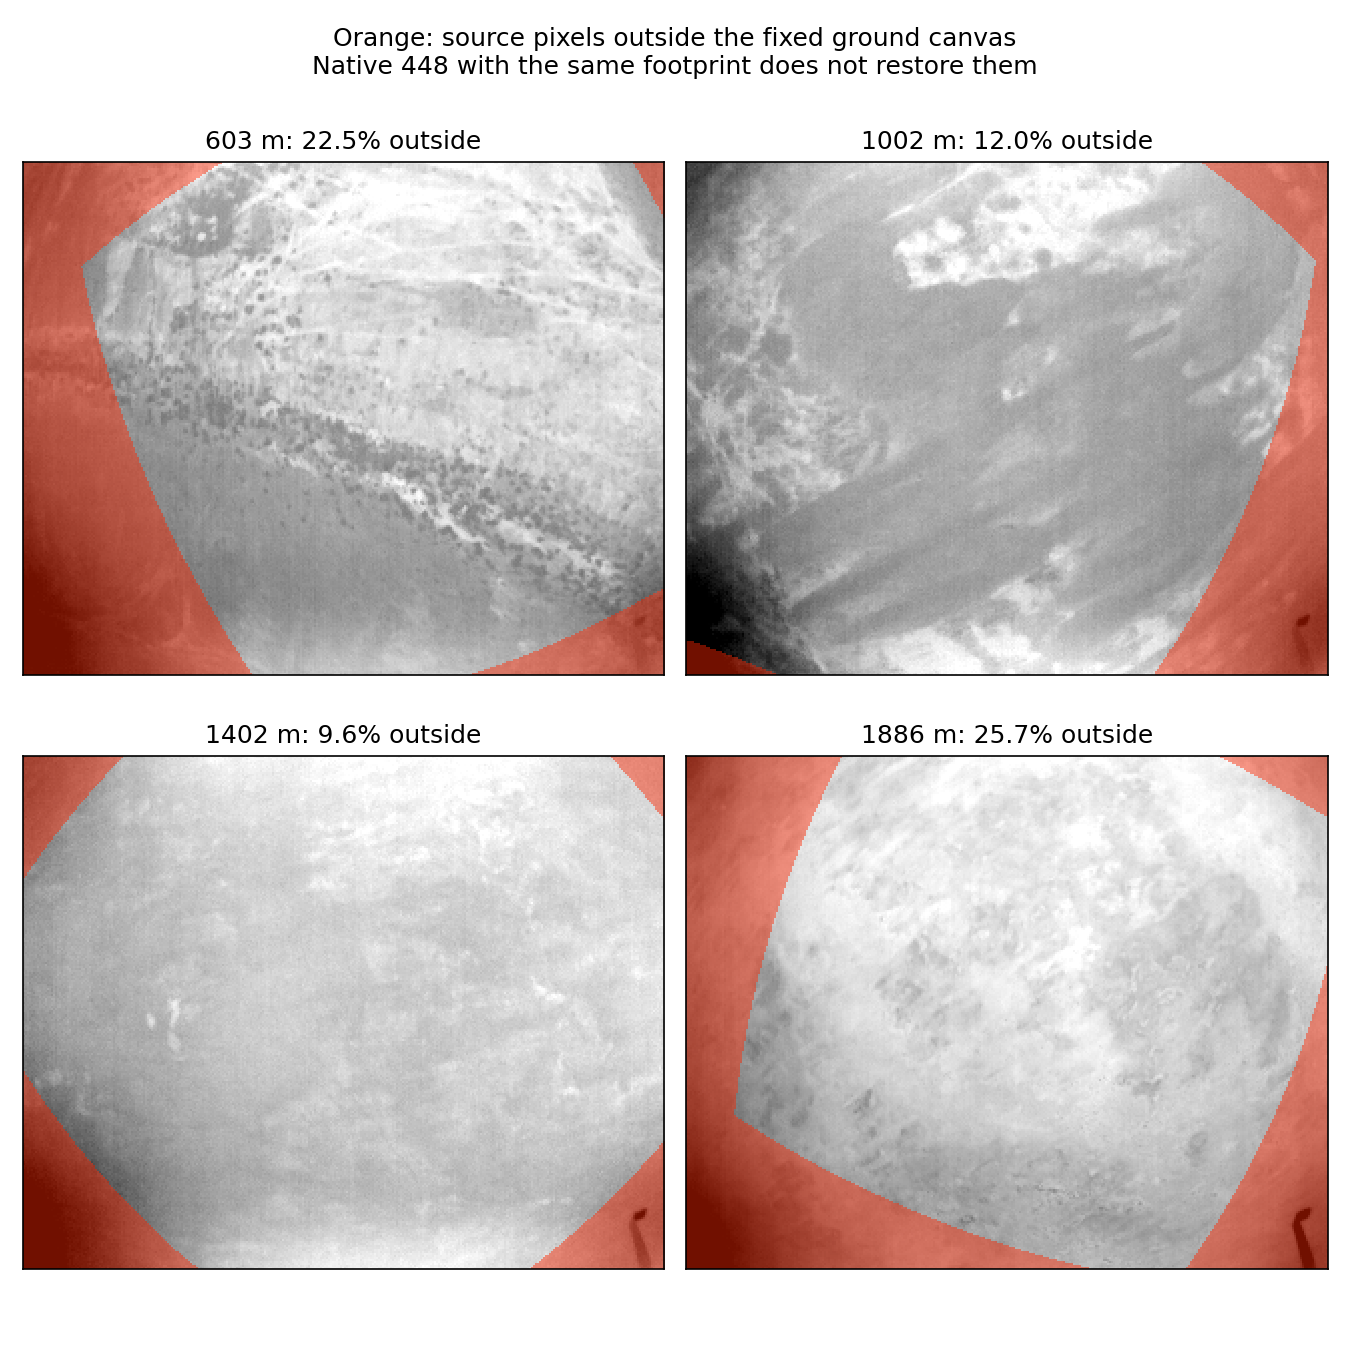 Orange: source pixels outside the fixed ground canvas
Native 448 with the same footprint does not restore them
603 m: 22.5% outside
1002 m: 12.0% outside
1402 m: 9.6% outside
1886 m: 25.7% outside